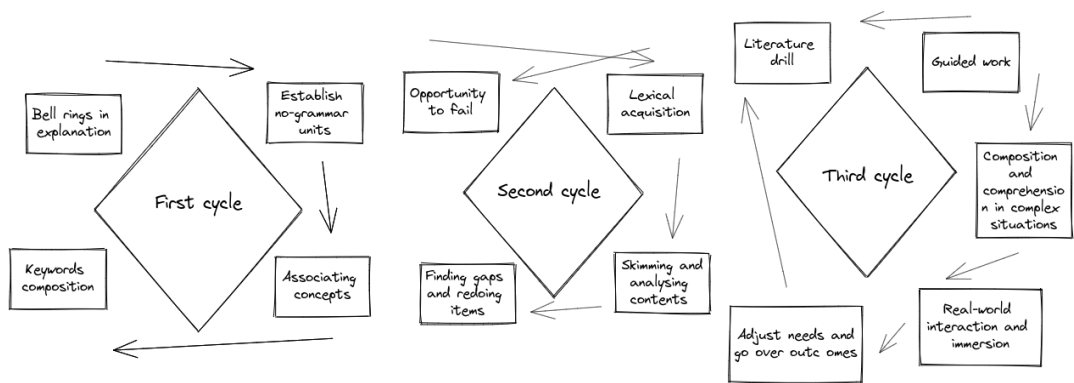 Bell rings in
explanation
Establish
no-grammar
units
First cycle
Keywords
composition
Associating
concepts
Opportunity
to fail
Lexical
acquisition
Second cycle
Finding gaps
and redoing
items
Skimming and
analysing
contents
Literature
drill
Guided work
Third cycle
Composition
and
comprehensio
n in complex
situations
Adjust needs and
go over outc omes
Real-world
interaction and
immersion